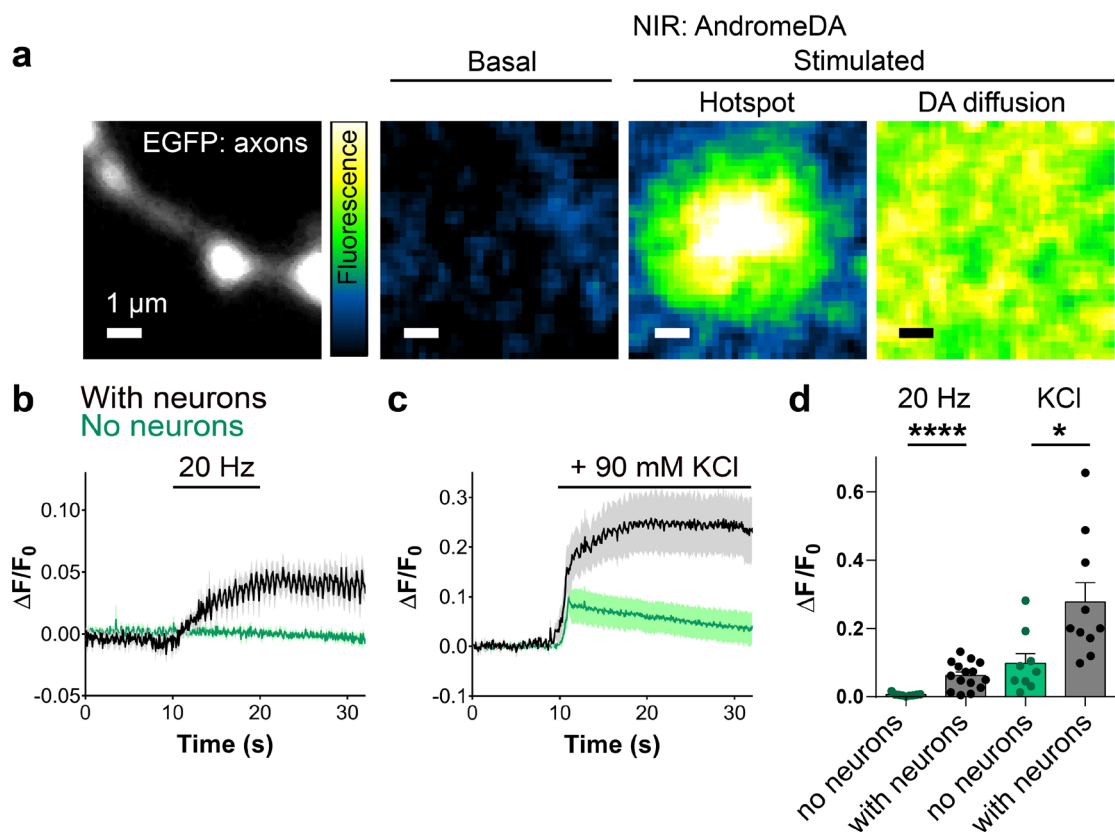 NIR: AndromeDA
a
Basal
Stimulated
Hotspot
DA diffusion
EGFP: axons
Fluorescence
1 µm
b
With neurons
No neurons
20 Hz
ΔF/F0
0.10
0.05
0.00
-0.05
0
10
20
30
Time (s)
c
+ 90 mM KCl
ΔF/F0
0.3
0.2
0.1
0.0
-0.1
0
10
20
30
Time (s)
d
20 Hz
KCl
****
*
ΔF/F0
0.6
0.4
0.2
0.0
no neurons
with neurons
no neurons
with neurons